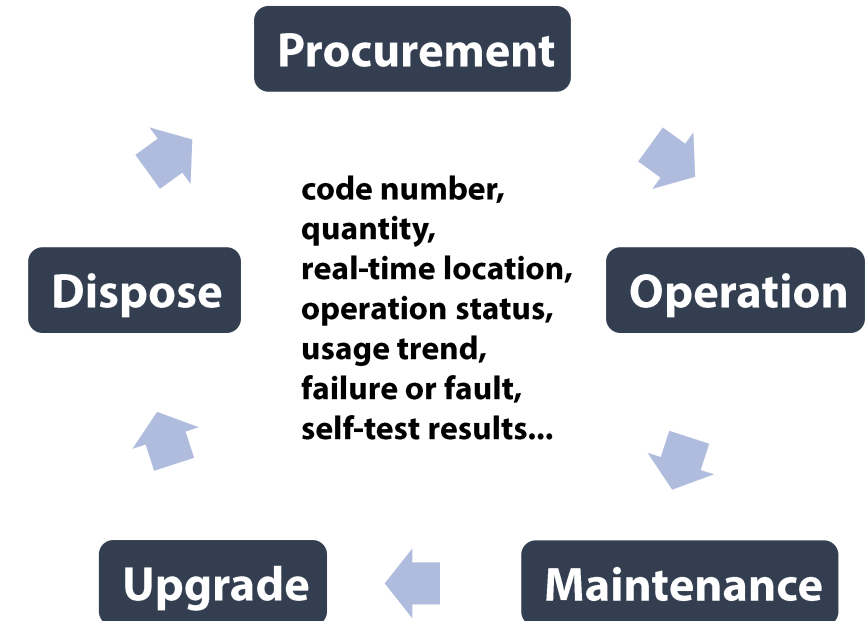 Procurement
code number,
quantity,
real-time location,
operation status,
usage trend,
failure or fault,
self-test results...
Dispose
Operation
Upgrade
Maintenance